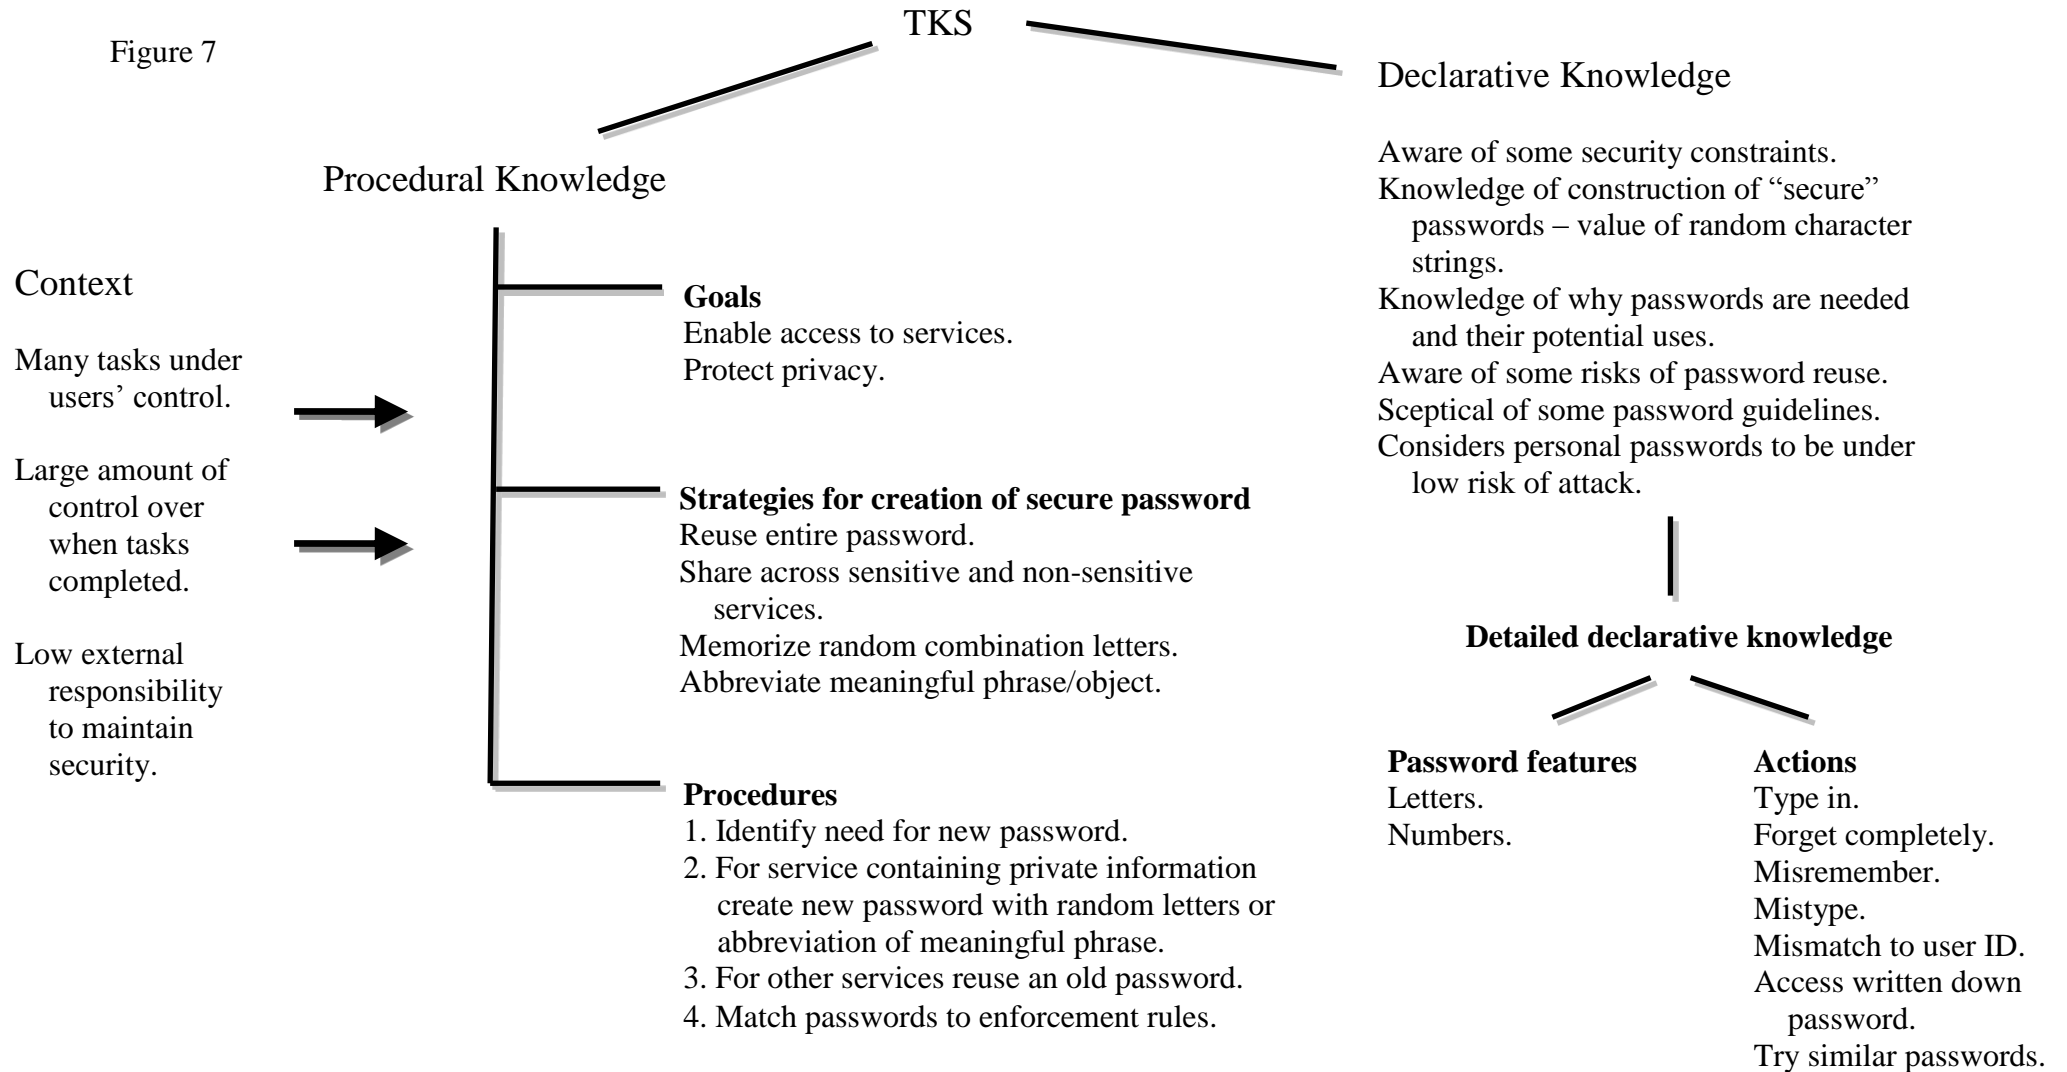 Figure 7
TKS
Procedural Knowledge
Declarative Knowledge
Context
Many tasks under
users’ control.
Large amount of
control over
when tasks
completed.
Low external
responsibility
to maintain
security.
Goals
Enable access to services.
Protect privacy.
Strategies for creation of secure password
Reuse entire password.
Share across sensitive and non-sensitive
services.
Memorize random combination letters.
Abbreviate meaningful phrase/object.
Procedures
1. Identify need for new password.
2. For service containing private information
create new password with random letters or
abbreviation of meaningful phrase.
3. For other services reuse an old password.
4. Match passwords to enforcement rules.
Aware of some security constraints.
Knowledge of construction of “secure”
passwords – value of random character
strings.
Knowledge of why passwords are needed
and their potential uses.
Aware of some risks of password reuse.
Sceptical of some password guidelines.
Considers personal passwords to be under
low risk of attack.
Detailed declarative knowledge
Password features
Letters.
Numbers.
Actions
Type in.
Forget completely.
Misremember.
Mistype.
Mismatch to user ID.
Access written down
password.
Try similar passwords.